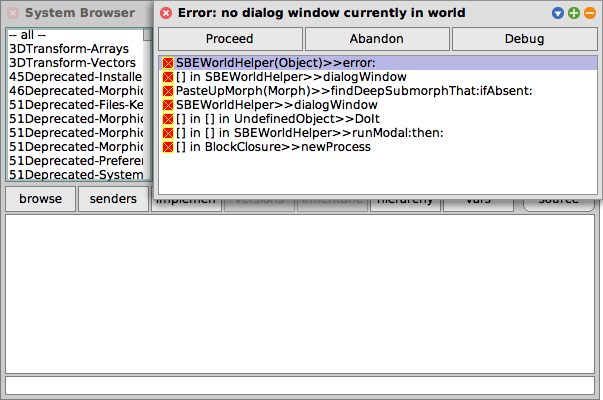 System Browser
Error: no dialog window currently in world
Proceed Abandon Debug
-- all --
3DTransform-Arrays
3DTransform-Vectors
45Deprecated-Installe
46Deprecated-Morphic
51Deprecated-Files-Ke
51Deprecated-Morphic
51Deprecated-Morphic
51Deprecated-Morphic
51Deprecated-Preferen
51Deprecated-System
SBEWorldHelper(Object)>>error:
[] in SBEWorldHelper>>dialogWindow
PasteUpMorph(Morph)>>findDeepSubmorphThat:ifAbsent:
SBEWorldHelper>>dialogWindow
[] in [] in UndefinedObject>>DoIt
[] in [] in SBEWorldHelper>>runModal:then:
[] in BlockClosure>>newProcess
browse senders implemen versions inheritanc hierarchy vars source